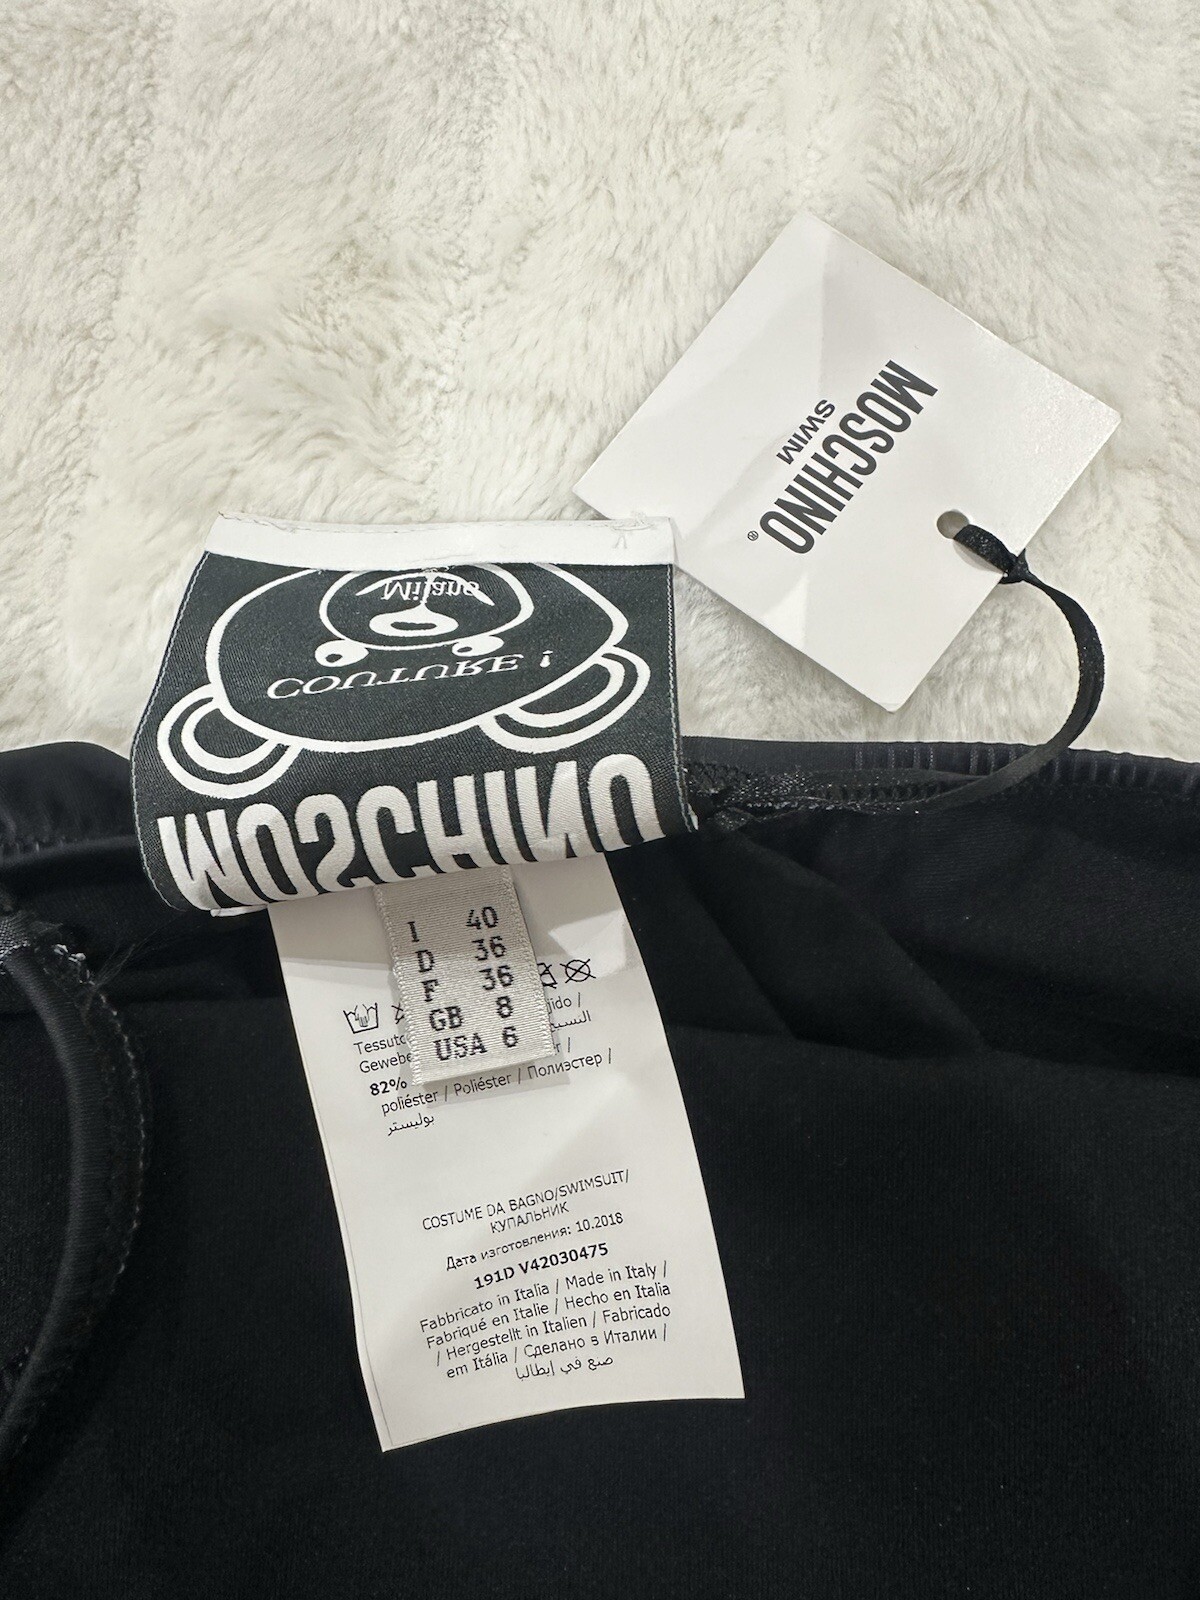 MOSCHINO
SWIM
®
Milano
COUTURE !
MOSCHINO
I 40
D 36
F 36
GB 8
USA 6
Gewebe
82%
poliéster / Poliéster / Полиэстер /
بوليستر
COSTUME DA BAGNO/SWIMSUIT/
КУПАЛЬНИК
Дата изготовления: 10.2018
191D V42030475
Fabbricato in Italia / Made in Italy /
Fabriqué en Italie / Hecho en Italia
/ Hergestellt in Italien / Fabricado
em Itália / Сделано в Италии /
صنع في إيطاليا